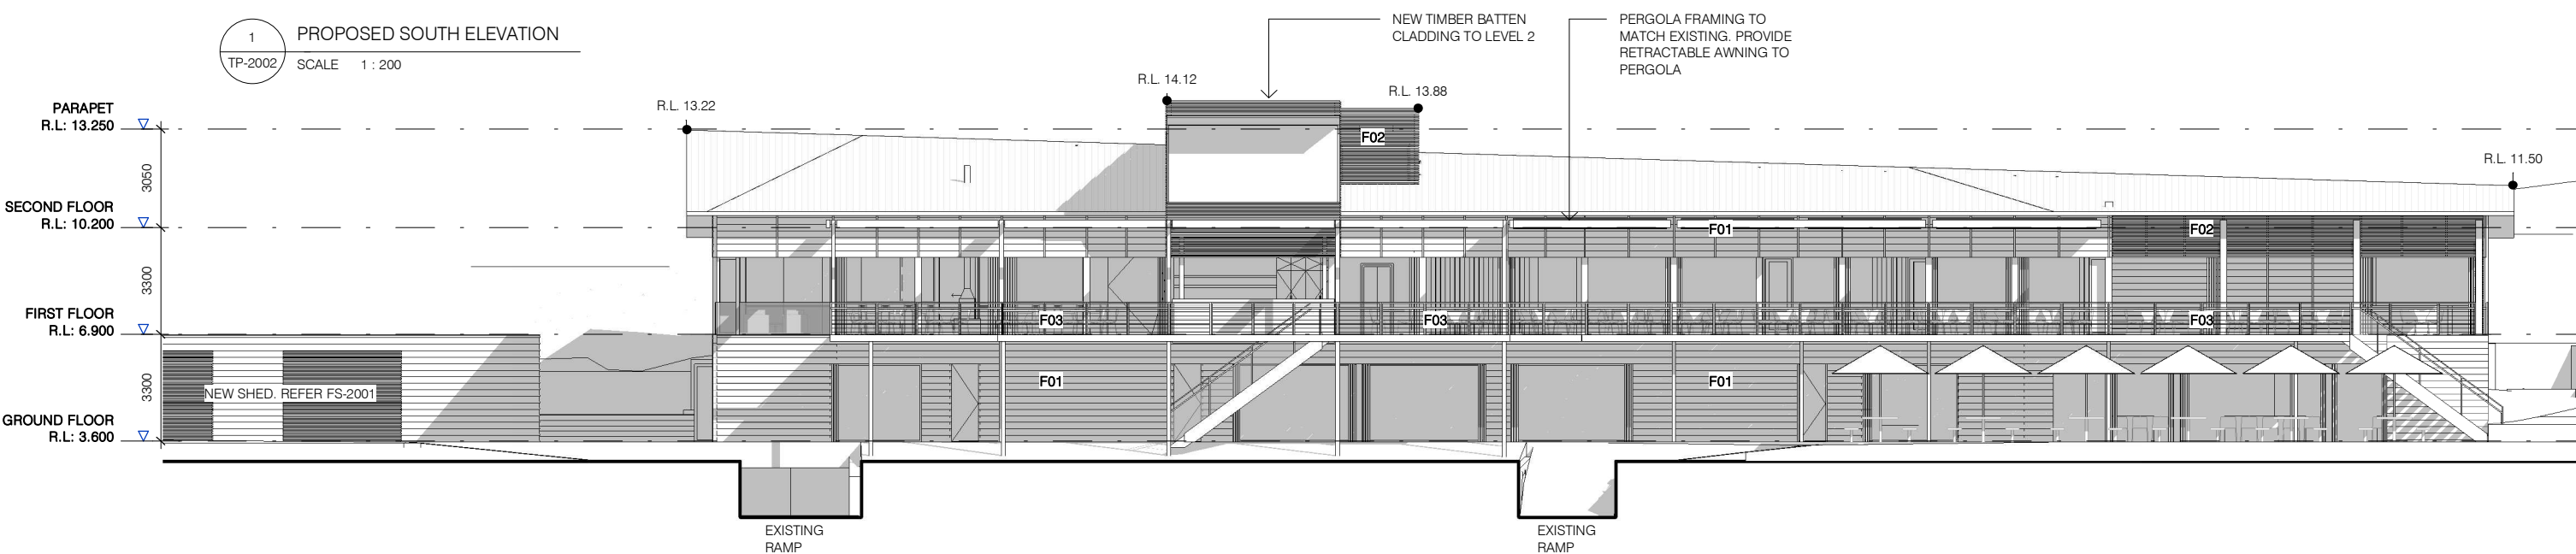 1
TP-2002
PROPOSED SOUTH ELEVATION
SCALE 1 : 200
NEW TIMBER BATTEN
CLADDING TO LEVEL 2
PERGOLA FRAMING TO
MATCH EXISTING. PROVIDE
RETRACTABLE AWNING TO
PERGOLA
R.L. 14.12
R.L. 13.88
R.L. 13.22
R.L. 11.50
PARAPET
R.L: 13.250
3050
SECOND FLOOR
R.L: 10.200
3300
FIRST FLOOR
R.L: 6.900
3300
GROUND FLOOR
R.L: 3.600
F02
F01
F02
F03
F03
F03
NEW SHED. REFER FS-2001
F01
F01
EXISTING
RAMP
EXISTING
RAMP